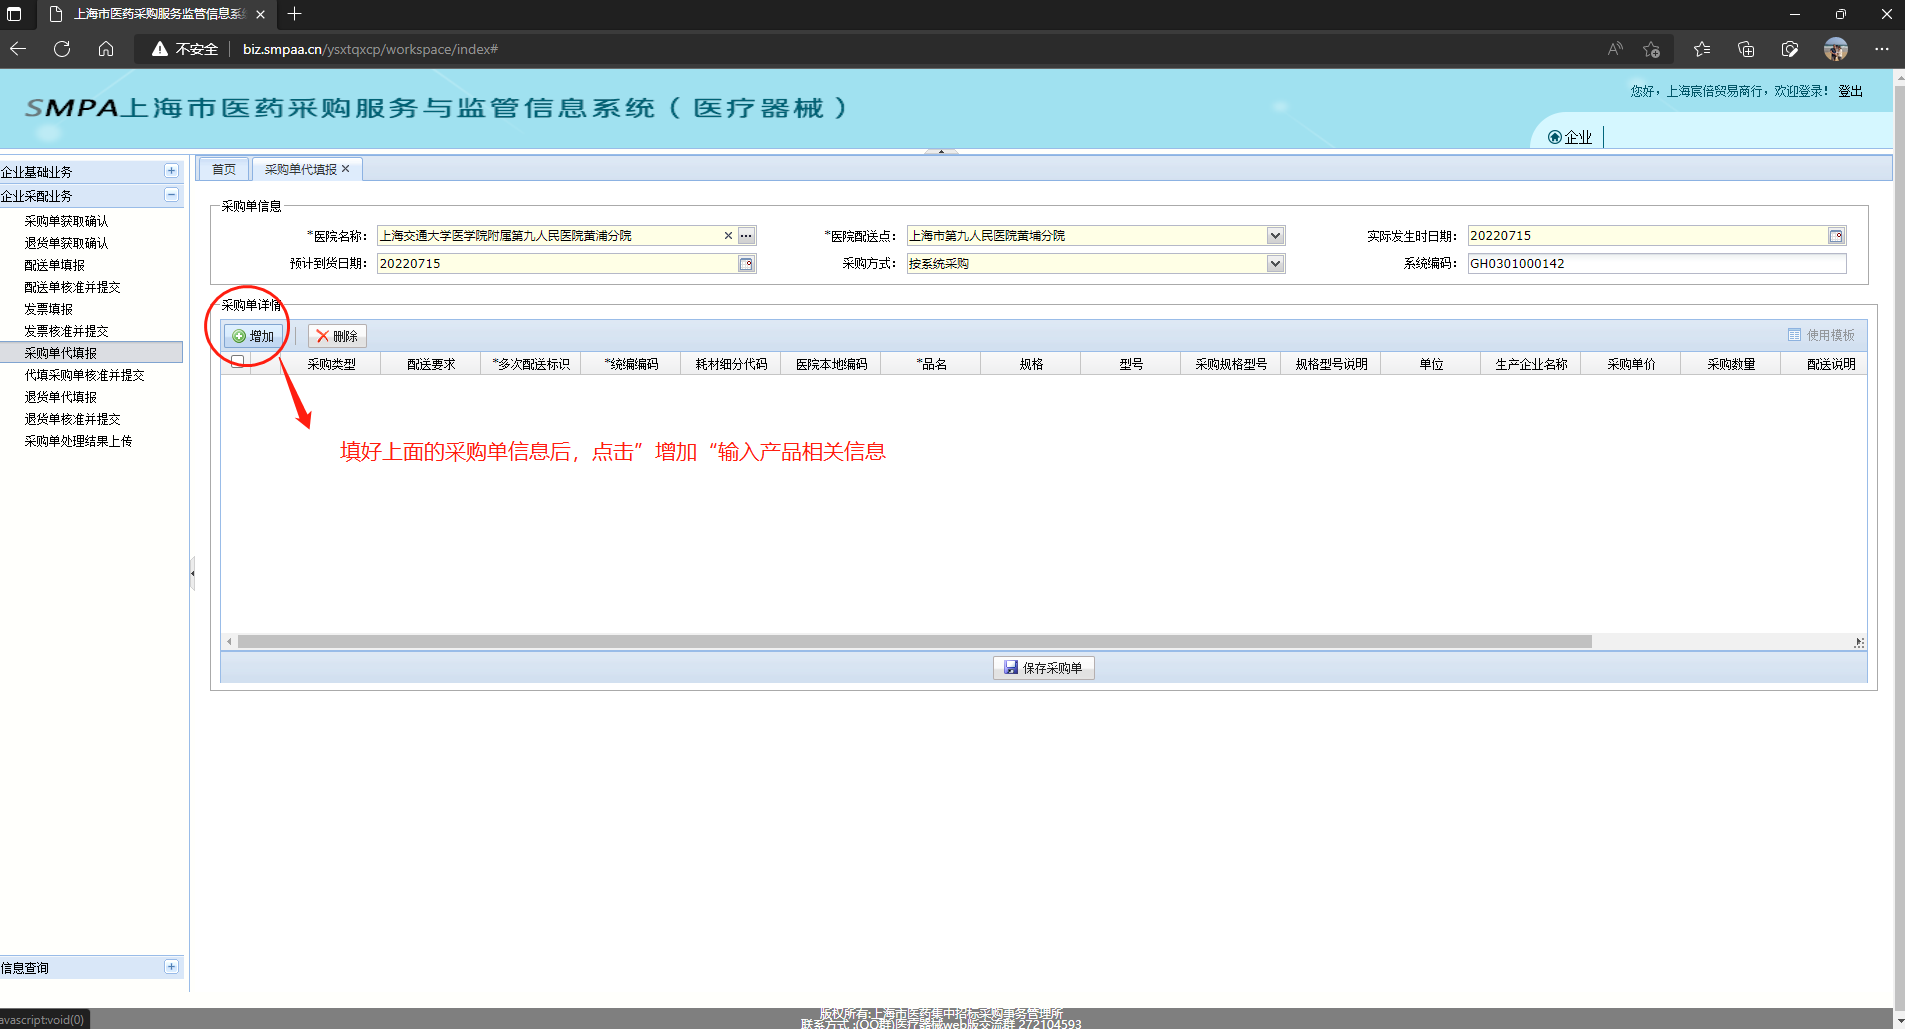 上海市医药采购服务监管信息系
不安全 biz.smpaa.cn/ysxtqxcp/workspace/index#
SMPA上海市医药采购服务与监管信息系统（医疗器械）
您好，上海宸倍贸易商行，欢迎登录！ 登出
企业
首页 采购单代填报
企业基础业务
企业采配业务
采购单获取确认
退货单获取确认
配送单填报
配送单核准并提交
发票填报
发票核准并提交
采购单代填报
代填采购单核准并提交
退货单代填报
退货单核准并提交
采购单处理结果上传
信息查询
采购单信息
*医院名称： 上海交通大学医学院附属第九人民医院黄浦分院 *医院配送点： 上海市第九人民医院黄埔分院 实际发生时日期： 20220715
预计到货日期： 20220715 采购方式： 按系统采购 系统编码： GH0301000142
采购单详情
增加 删除 使用模板
采购类型 配送要求 *多次配送标识 *统编编码 耗材细分代码 医院本地编码 *品名 规格 型号 采购规格型号 规格型号说明 单位 生产企业名称 采购单价 采购数量 配送说明
填好上面的采购单信息后，点击”增加“输入产品相关信息
保存采购单
avascript:void(0)
版权所有:上海市医药集中招标采购事务管理所
联系方式 :(QQ群)医疗器械web版交流群 272104593